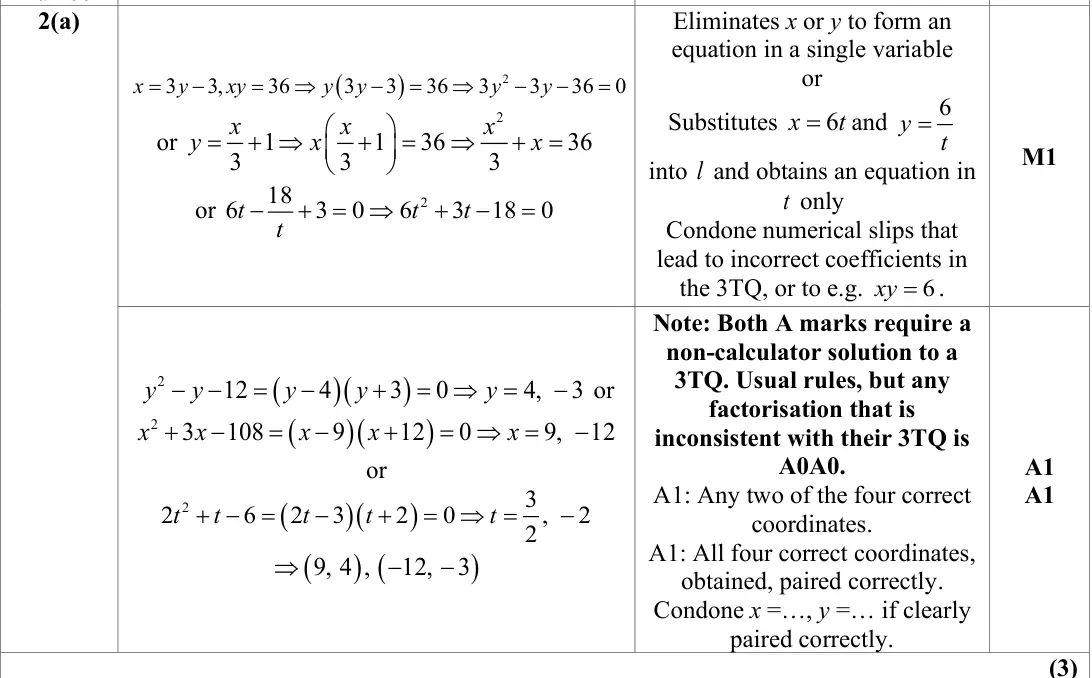 2(a)
x = 3y − 3, xy = 36 ⇒ y(3y − 3) = 36 ⇒ 3y² − 3y − 36 = 0
or y = x/3 + 1 ⇒ x(x/3 + 1) = 36 ⇒ x²/3 + x = 36
or 6t − 18/t + 3 = 0 ⇒ 6t² + 3t − 18 = 0
Eliminates x or y to form an
equation in a single variable
or
Substitutes x = 6t and y = 6/t
into l and obtains an equation in
t only
Condone numerical slips that
lead to incorrect coefficients in
the 3TQ, or to e.g. xy = 6.
M1
y² − y − 12 = (y − 4)(y + 3) = 0 ⇒ y = 4, −3 or
x² + 3x − 108 = (x − 9)(x + 12) = 0 ⇒ x = 9, −12
or
2t² + t − 6 = (2t − 3)(t + 2) = 0 ⇒ t = 3/2, −2
⇒ (9, 4), (−12, −3)
Note: Both A marks require a
non-calculator solution to a
3TQ. Usual rules, but any
factorisation that is
inconsistent with their 3TQ is
A0A0.
A1: Any two of the four correct
coordinates.
A1: All four correct coordinates,
obtained, paired correctly.
Condone x =…, y =… if clearly
paired correctly.
A1
A1
(3)